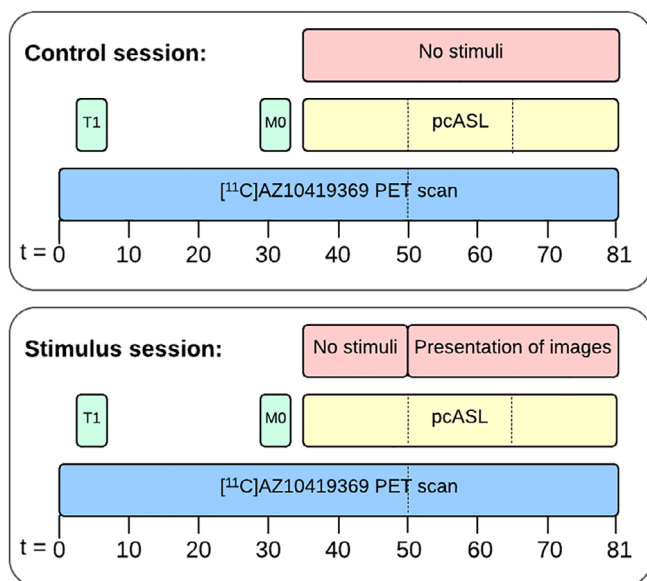 Control session:
No stimuli
T1
M0
pcASL
[¹¹C]AZ10419369 PET scan
t = 0 10 20 30 40 50 60 70 81
Stimulus session:
No stimuli
Presentation of images
T1
M0
pcASL
[¹¹C]AZ10419369 PET scan
t = 0 10 20 30 40 50 60 70 81